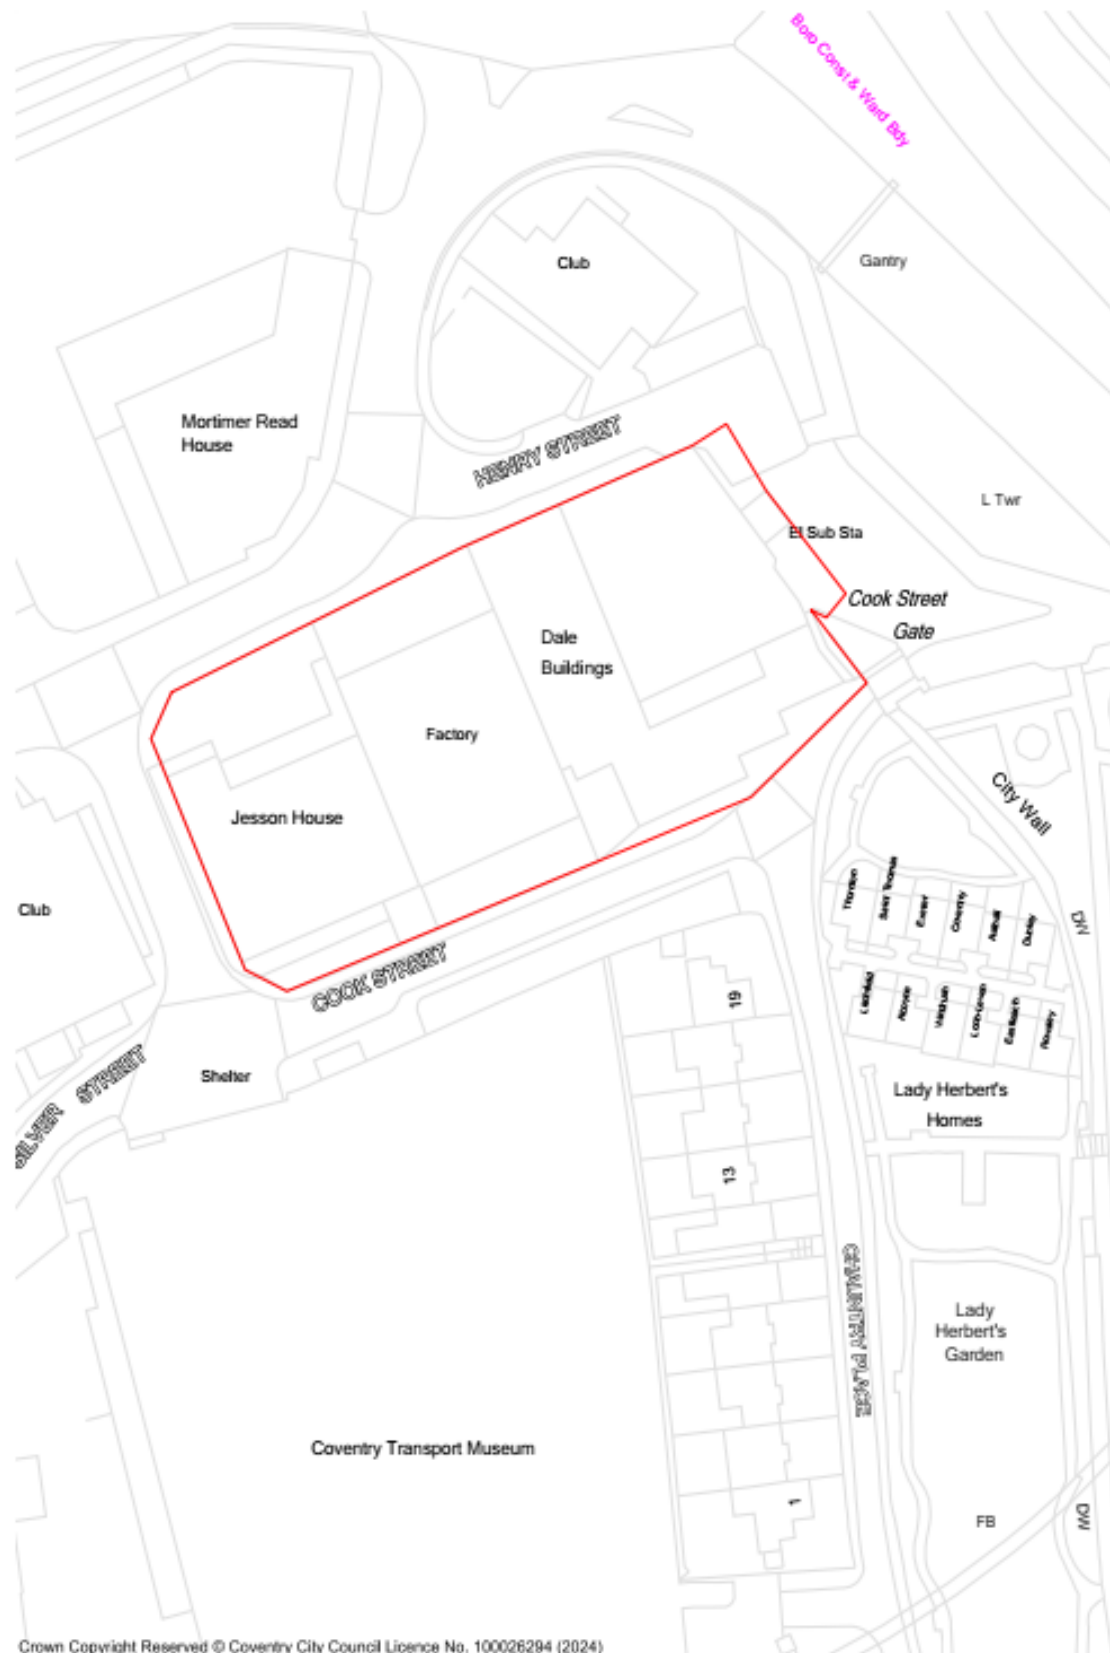 Boro Const & Ward Bdy
Club
Gantry
Mortimer Read
House
HENRY STREET
L Twr
El Sub Sta
Cook Street
Gate
Dale
Buildings
Factory
Jesson House
City Wall
Thornton
Saint Thomas
Exeter
Coventry
Club
DW
COOK STREET
19
SILVER STREET
Shelter
Lady Herbert's
Homes
13
CHAUNTRY PLACE
Lady
Herbert's
Garden
Coventry Transport Museum
1
FB
DW
Crown Copyright Reserved © Coventry City Council Licence No. 100026294 (2024)